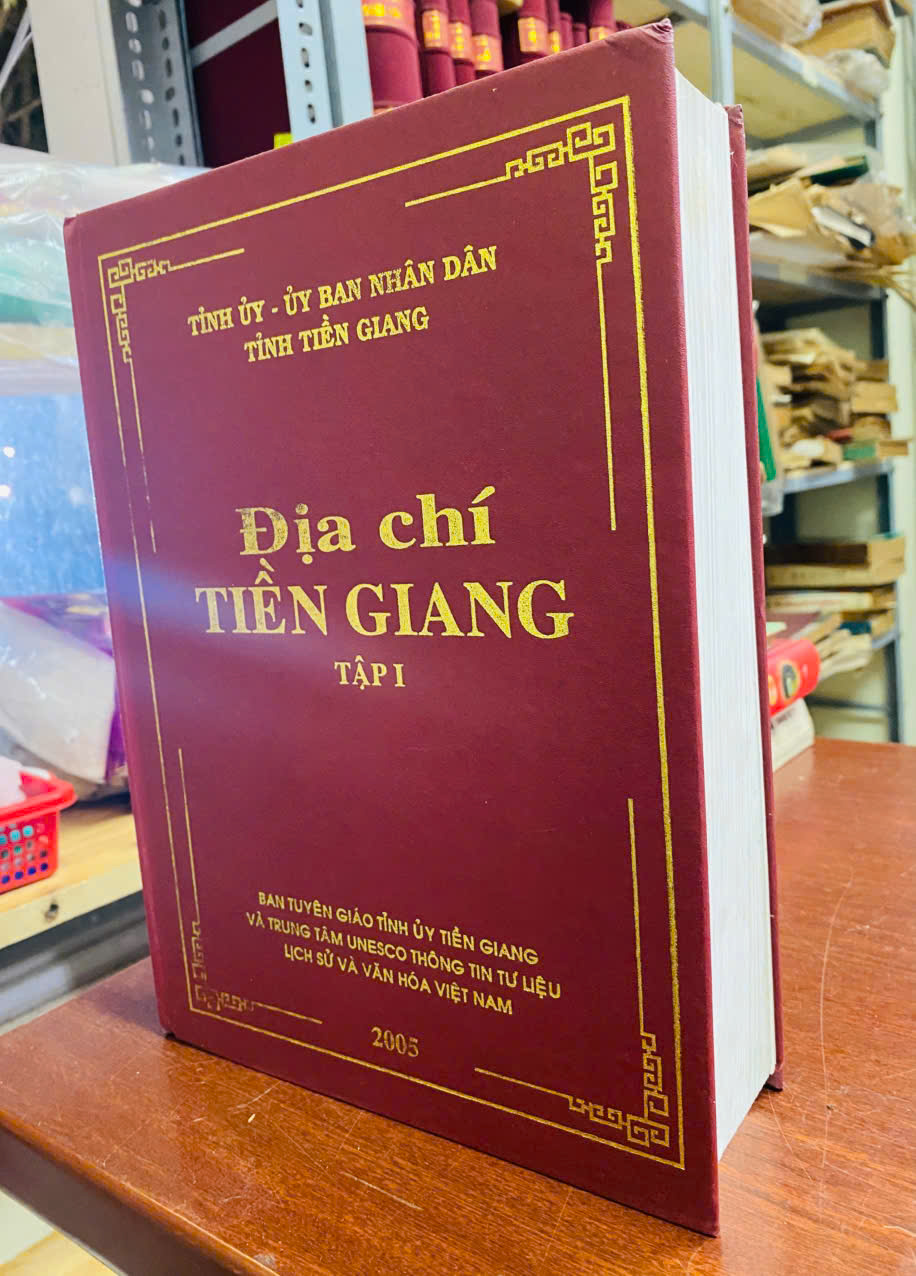 TỈNH ỦY - ỦY BAN NHÂN DÂN
TỈNH TIỀN GIANG
Địa chí
TIỀN GIANG
TẬP I
BAN TUYÊN GIÁO TỈNH ỦY TIỀN GIANG
VÀ TRUNG TÂM UNESCO THÔNG TIN TƯ LIỆU
LỊCH SỬ VÀ VĂN HÓA VIỆT NAM
2005